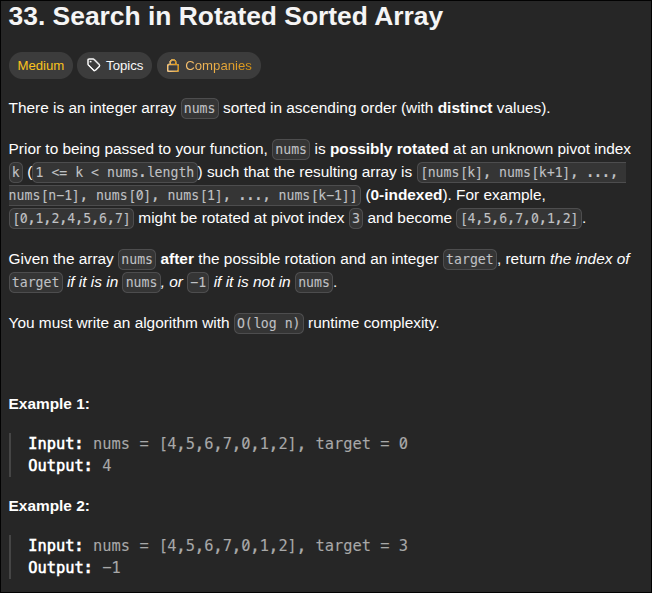 33. Search in Rotated Sorted Array
Medium Topics Companies
There is an integer array nums sorted in ascending order (with distinct values).
Prior to being passed to your function, nums is possibly rotated at an unknown pivot index
k (1 <= k < nums.length) such that the resulting array is [nums[k], nums[k+1], ...,
nums[n-1], nums[0], nums[1], ..., nums[k-1]] (0-indexed). For example,
[0,1,2,4,5,6,7] might be rotated at pivot index 3 and become [4,5,6,7,0,1,2].
Given the array nums after the possible rotation and an integer target, return the index of
target if it is in nums, or -1 if it is not in nums.
You must write an algorithm with O(log n) runtime complexity.
Example 1:
Input: nums = [4,5,6,7,0,1,2], target = 0
Output: 4
Example 2:
Input: nums = [4,5,6,7,0,1,2], target = 3
Output: -1